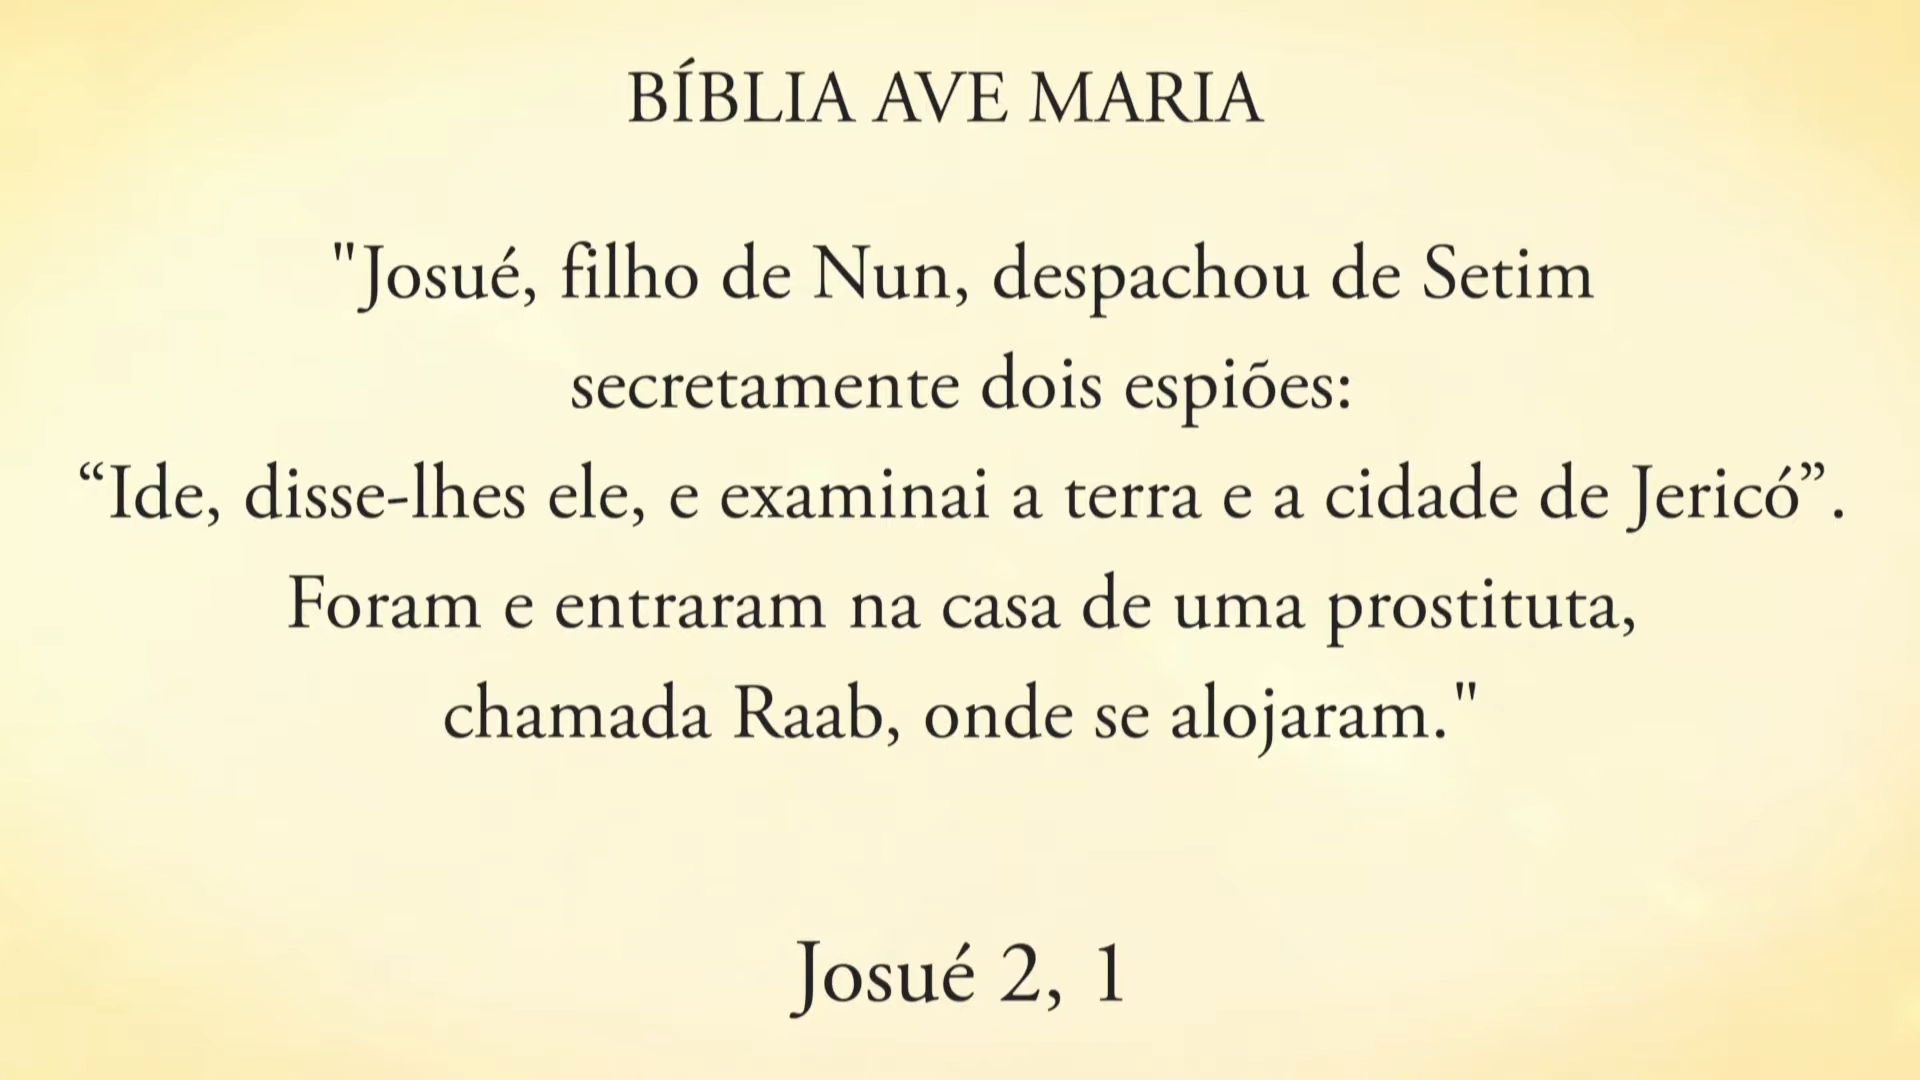 BÍBLIA AVE MARIA
"Josué, filho de Nun, despachou de Setim
secretamente dois espiões:
“Ide, disse-lhes ele, e examinai a terra e a cidade de Jericó”.
Foram e entraram na casa de uma prostituta,
chamada Raab, onde se alojaram."
Josué 2, 1